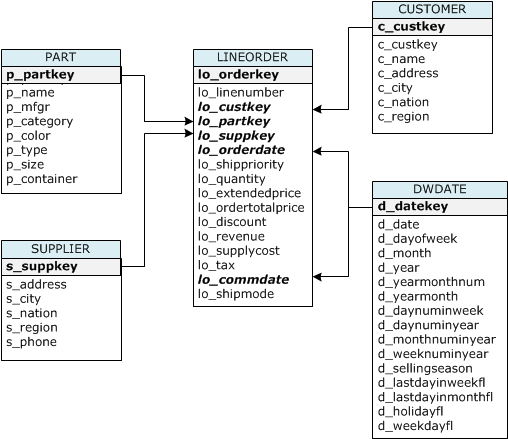 PART
p_partkey
p_name
p_mfgr
p_category
p_color
p_type
p_size
p_container
SUPPLIER
s_suppkey
s_address
s_city
s_nation
s_region
s_phone
LINEORDER
lo_orderkey
lo_linenumber
lo_custkey
lo_partkey
lo_suppkey
lo_orderdate
lo_shippriority
lo_quantity
lo_extendedprice
lo_ordertotalprice
lo_discount
lo_revenue
lo_supplycost
lo_tax
lo_commdate
lo_shipmode
CUSTOMER
c_custkey
c_custkey
c_name
c_address
c_city
c_nation
c_region
DWDATE
d_datekey
d_date
d_dayofweek
d_month
d_year
d_yearmonthnum
d_yearmonth
d_daynuminweek
d_daynuminyear
d_monthnuminyear
d_weeknuminyear
d_sellingseason
d_lastdayinweekfl
d_lastdayinmonthfl
d_holidayfl
d_weekdayfl